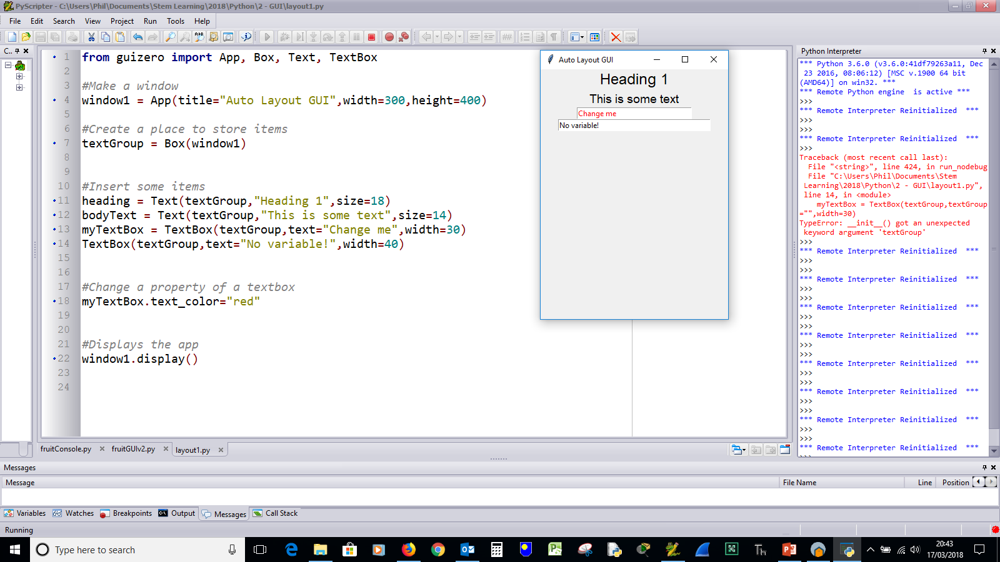 PyScripter - C:\Users\Phil\Documents\Stem Learning\2018\Python\2 - GUI\layout1.py
File Edit Search View Project Run Tools Help
C..
1 from guizero import App, Box, Text, TextBox
2
3 #Make a window
4 window1 = App(title="Auto Layout GUI",width=300,height=400)
5
6 #Create a place to store items
7 textGroup = Box(window1)
8
9
10 #Insert some items
11 heading = Text(textGroup,"Heading 1",size=18)
12 bodyText = Text(textGroup,"This is some text",size=14)
13 myTextBox = TextBox(textGroup,text="Change me",width=30)
14 TextBox(textGroup,text="No variable!",width=40)
15
16
17 #Change a property of a textbox
18 myTextBox.text_color="red"
19
20
21 #Displays the app
22 window1.display()
23
24
Auto Layout GUI
Heading 1
This is some text
Change me
No variable!
Python Interpreter
*** Python 3.6.0 (v3.6.0:41df79263a11, Dec
23 2016, 08:06:12) [MSC v.1900 64 bit
(AMD64)] on win32. ***
*** Remote Python engine is active ***
>>>
*** Remote Interpreter Reinitialized ***
>>>
>>>
*** Remote Interpreter Reinitialized ***
>>>
Traceback (most recent call last):
File "<string>", line 424, in run_nodebug
File "C:\Users\Phil\Documents\Stem
Learning\2018\Python\2 - GUI\layout1.py",
line 14, in <module>
myTextBox = TextBox(textGroup,textGroup
="",width=30)
TypeError: __init__() got an unexpected
keyword argument 'textGroup'
>>>
*** Remote Interpreter Reinitialized ***
>>>
>>>
*** Remote Interpreter Reinitialized ***
>>>
>>>
*** Remote Interpreter Reinitialized ***
>>>
>>>
*** Remote Interpreter Reinitialized ***
>>>
>>>
*** Remote Interpreter Reinitialized ***
>>>
>>>
*** Remote Interpreter Reinitialized ***
>>>
>>>
*** Remote Interpreter Reinitialized ***
>>>
>>>
*** Remote Interpreter Reinitialized ***
>>>
fruitConsole.py fruitGUIv2.py layout1.py
Messages
Message File Name Line Position
Variables Watches Breakpoints Output Messages Call Stack
Running
Type here to search
20:43
17/03/2018